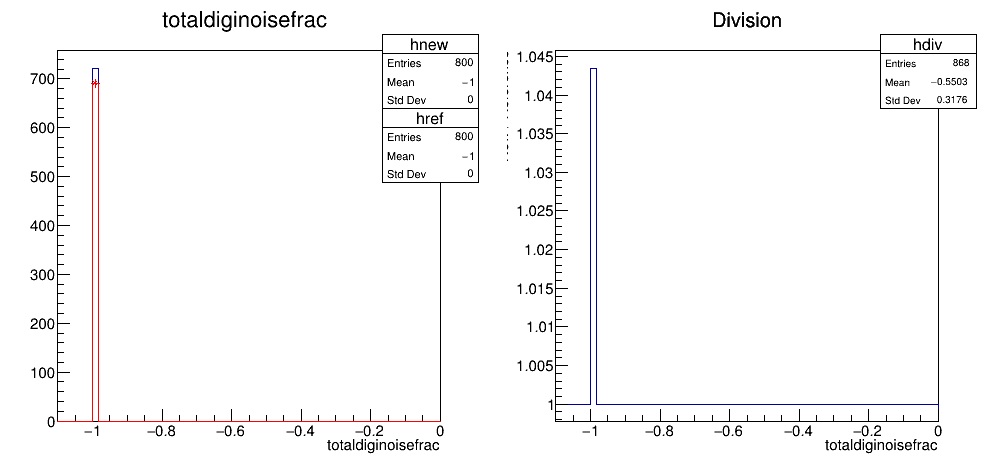 totaldiginoisefrac
hnew
Entries 800
Mean −1
Std Dev 0
href
Entries 800
Mean −1
Std Dev 0
700
600
500
400
300
200
100
0
−1 −0.8 −0.6 −0.4 −0.2 0
totaldiginoisefrac
Division
hdiv
Entries 868
Mean −0.5503
Std Dev 0.3176
1.045
1.04
1.035
1.03
1.025
1.02
1.015
1.01
1.005
1
−1 −0.8 −0.6 −0.4 −0.2 0
totaldiginoisefrac